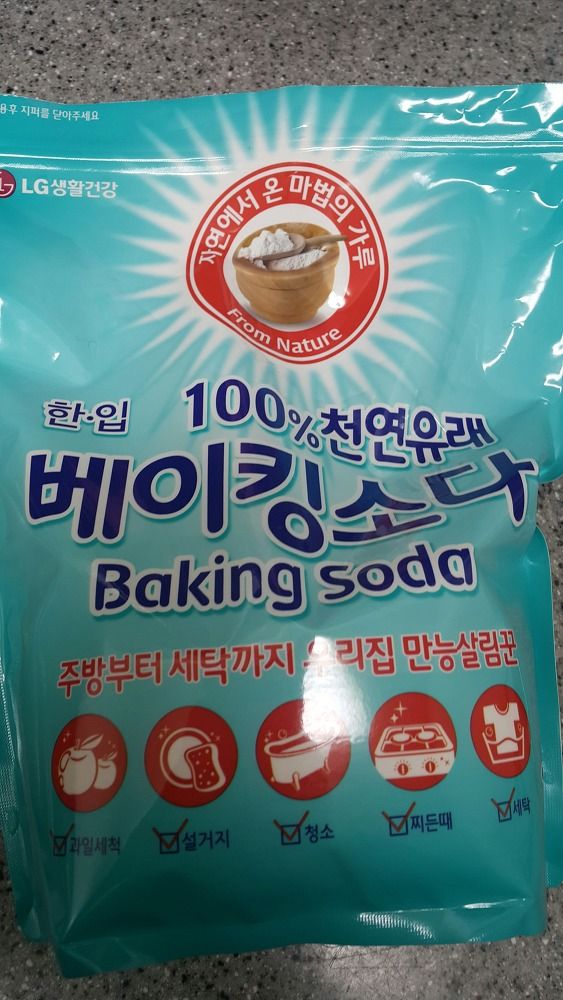 용후 지퍼를 닫아주세요
LG생활건강
자연에서 온 마법의 가루
From Nature
한·입 100% 천연유래
베이킹소다
Baking soda
주방부터 세탁까지 우리집 만능살림꾼
과일세척 설거지 청소 찌든때 세탁